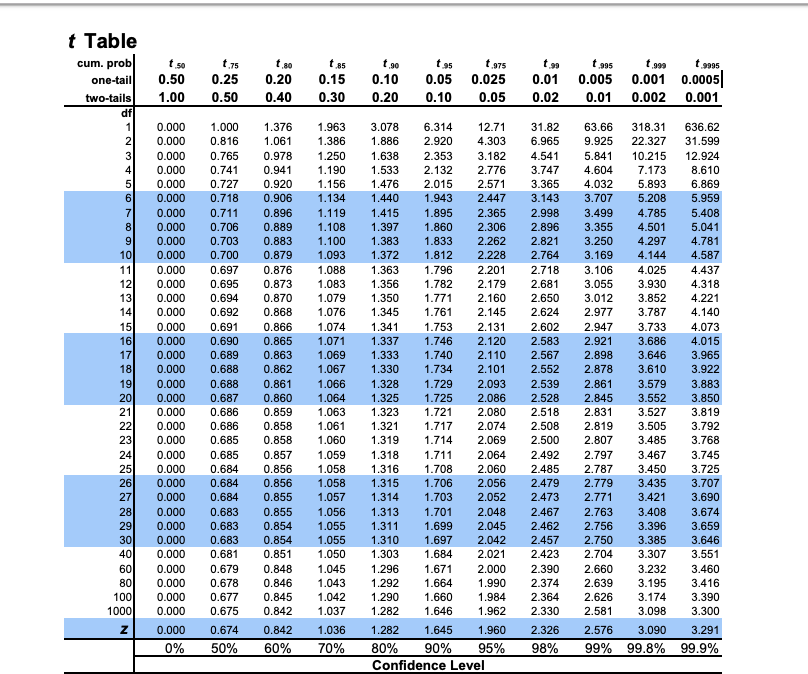 t Table
cum. prob t .50 t .75 t .80 t .85 t .90 t .95 t .975 t .99 t .995 t .999 t .9995
one-tail 0.50 0.25 0.20 0.15 0.10 0.05 0.025 0.01 0.005 0.001 0.0005
two-tails 1.00 0.50 0.40 0.30 0.20 0.10 0.05 0.02 0.01 0.002 0.001
df
1 0.000 1.000 1.376 1.963 3.078 6.314 12.71 31.82 63.66 318.31 636.62
2 0.000 0.816 1.061 1.386 1.886 2.920 4.303 6.965 9.925 22.327 31.599
3 0.000 0.765 0.978 1.250 1.638 2.353 3.182 4.541 5.841 10.215 12.924
4 0.000 0.741 0.941 1.190 1.533 2.132 2.776 3.747 4.604 7.173 8.610
5 0.000 0.727 0.920 1.156 1.476 2.015 2.571 3.365 4.032 5.893 6.869
6 0.000 0.718 0.906 1.134 1.440 1.943 2.447 3.143 3.707 5.208 5.959
7 0.000 0.711 0.896 1.119 1.415 1.895 2.365 2.998 3.499 4.785 5.408
8 0.000 0.706 0.889 1.108 1.397 1.860 2.306 2.896 3.355 4.501 5.041
9 0.000 0.703 0.883 1.100 1.383 1.833 2.262 2.821 3.250 4.297 4.781
10 0.000 0.700 0.879 1.093 1.372 1.812 2.228 2.764 3.169 4.144 4.587
11 0.000 0.697 0.876 1.088 1.363 1.796 2.201 2.718 3.106 4.025 4.437
12 0.000 0.695 0.873 1.083 1.356 1.782 2.179 2.681 3.055 3.930 4.318
13 0.000 0.694 0.870 1.079 1.350 1.771 2.160 2.650 3.012 3.852 4.221
14 0.000 0.692 0.868 1.076 1.345 1.761 2.145 2.624 2.977 3.787 4.140
15 0.000 0.691 0.866 1.074 1.341 1.753 2.131 2.602 2.947 3.733 4.073
16 0.000 0.690 0.865 1.071 1.337 1.746 2.120 2.583 2.921 3.686 4.015
17 0.000 0.689 0.863 1.069 1.333 1.740 2.110 2.567 2.898 3.646 3.965
18 0.000 0.688 0.862 1.067 1.330 1.734 2.101 2.552 2.878 3.610 3.922
19 0.000 0.688 0.861 1.066 1.328 1.729 2.093 2.539 2.861 3.579 3.883
20 0.000 0.687 0.860 1.064 1.325 1.725 2.086 2.528 2.845 3.552 3.850
21 0.000 0.686 0.859 1.063 1.323 1.721 2.080 2.518 2.831 3.527 3.819
22 0.000 0.686 0.858 1.061 1.321 1.717 2.074 2.508 2.819 3.505 3.792
23 0.000 0.685 0.858 1.060 1.319 1.714 2.069 2.500 2.807 3.485 3.768
24 0.000 0.685 0.857 1.059 1.318 1.711 2.064 2.492 2.797 3.467 3.745
25 0.000 0.684 0.856 1.058 1.316 1.708 2.060 2.485 2.787 3.450 3.725
26 0.000 0.684 0.856 1.058 1.315 1.706 2.056 2.479 2.779 3.435 3.707
27 0.000 0.684 0.855 1.057 1.314 1.703 2.052 2.473 2.771 3.421 3.690
28 0.000 0.683 0.855 1.056 1.313 1.701 2.048 2.467 2.763 3.408 3.674
29 0.000 0.683 0.854 1.055 1.311 1.699 2.045 2.462 2.756 3.396 3.659
30 0.000 0.683 0.854 1.055 1.310 1.697 2.042 2.457 2.750 3.385 3.646
40 0.000 0.681 0.851 1.050 1.303 1.684 2.021 2.423 2.704 3.307 3.551
60 0.000 0.679 0.848 1.045 1.296 1.671 2.000 2.390 2.660 3.232 3.460
80 0.000 0.678 0.846 1.043 1.292 1.664 1.990 2.374 2.639 3.195 3.416
100 0.000 0.677 0.845 1.042 1.290 1.660 1.984 2.364 2.626 3.174 3.390
1000 0.000 0.675 0.842 1.037 1.282 1.646 1.962 2.330 2.581 3.098 3.300
Z 0.000 0.674 0.842 1.036 1.282 1.645 1.960 2.326 2.576 3.090 3.291
0% 50% 60% 70% 80% 90% 95% 98% 99% 99.8% 99.9%
Confidence Level